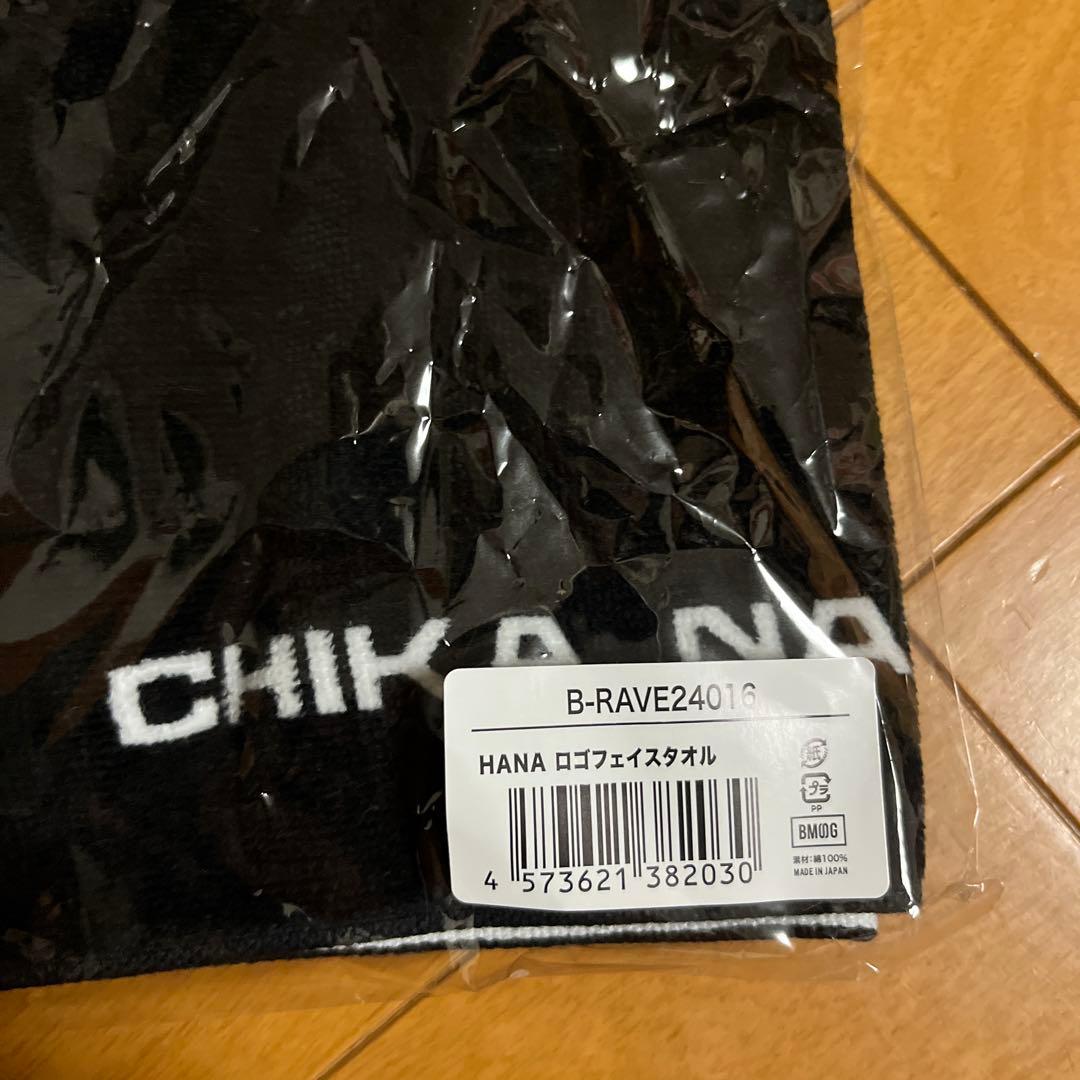 CHIKA NA
B-RAVE24016
HANA ロゴフェイスタオル
4 573621 382030
紙
プラ
PP
BMSG
素材:綿100%
MADE IN JAPAN